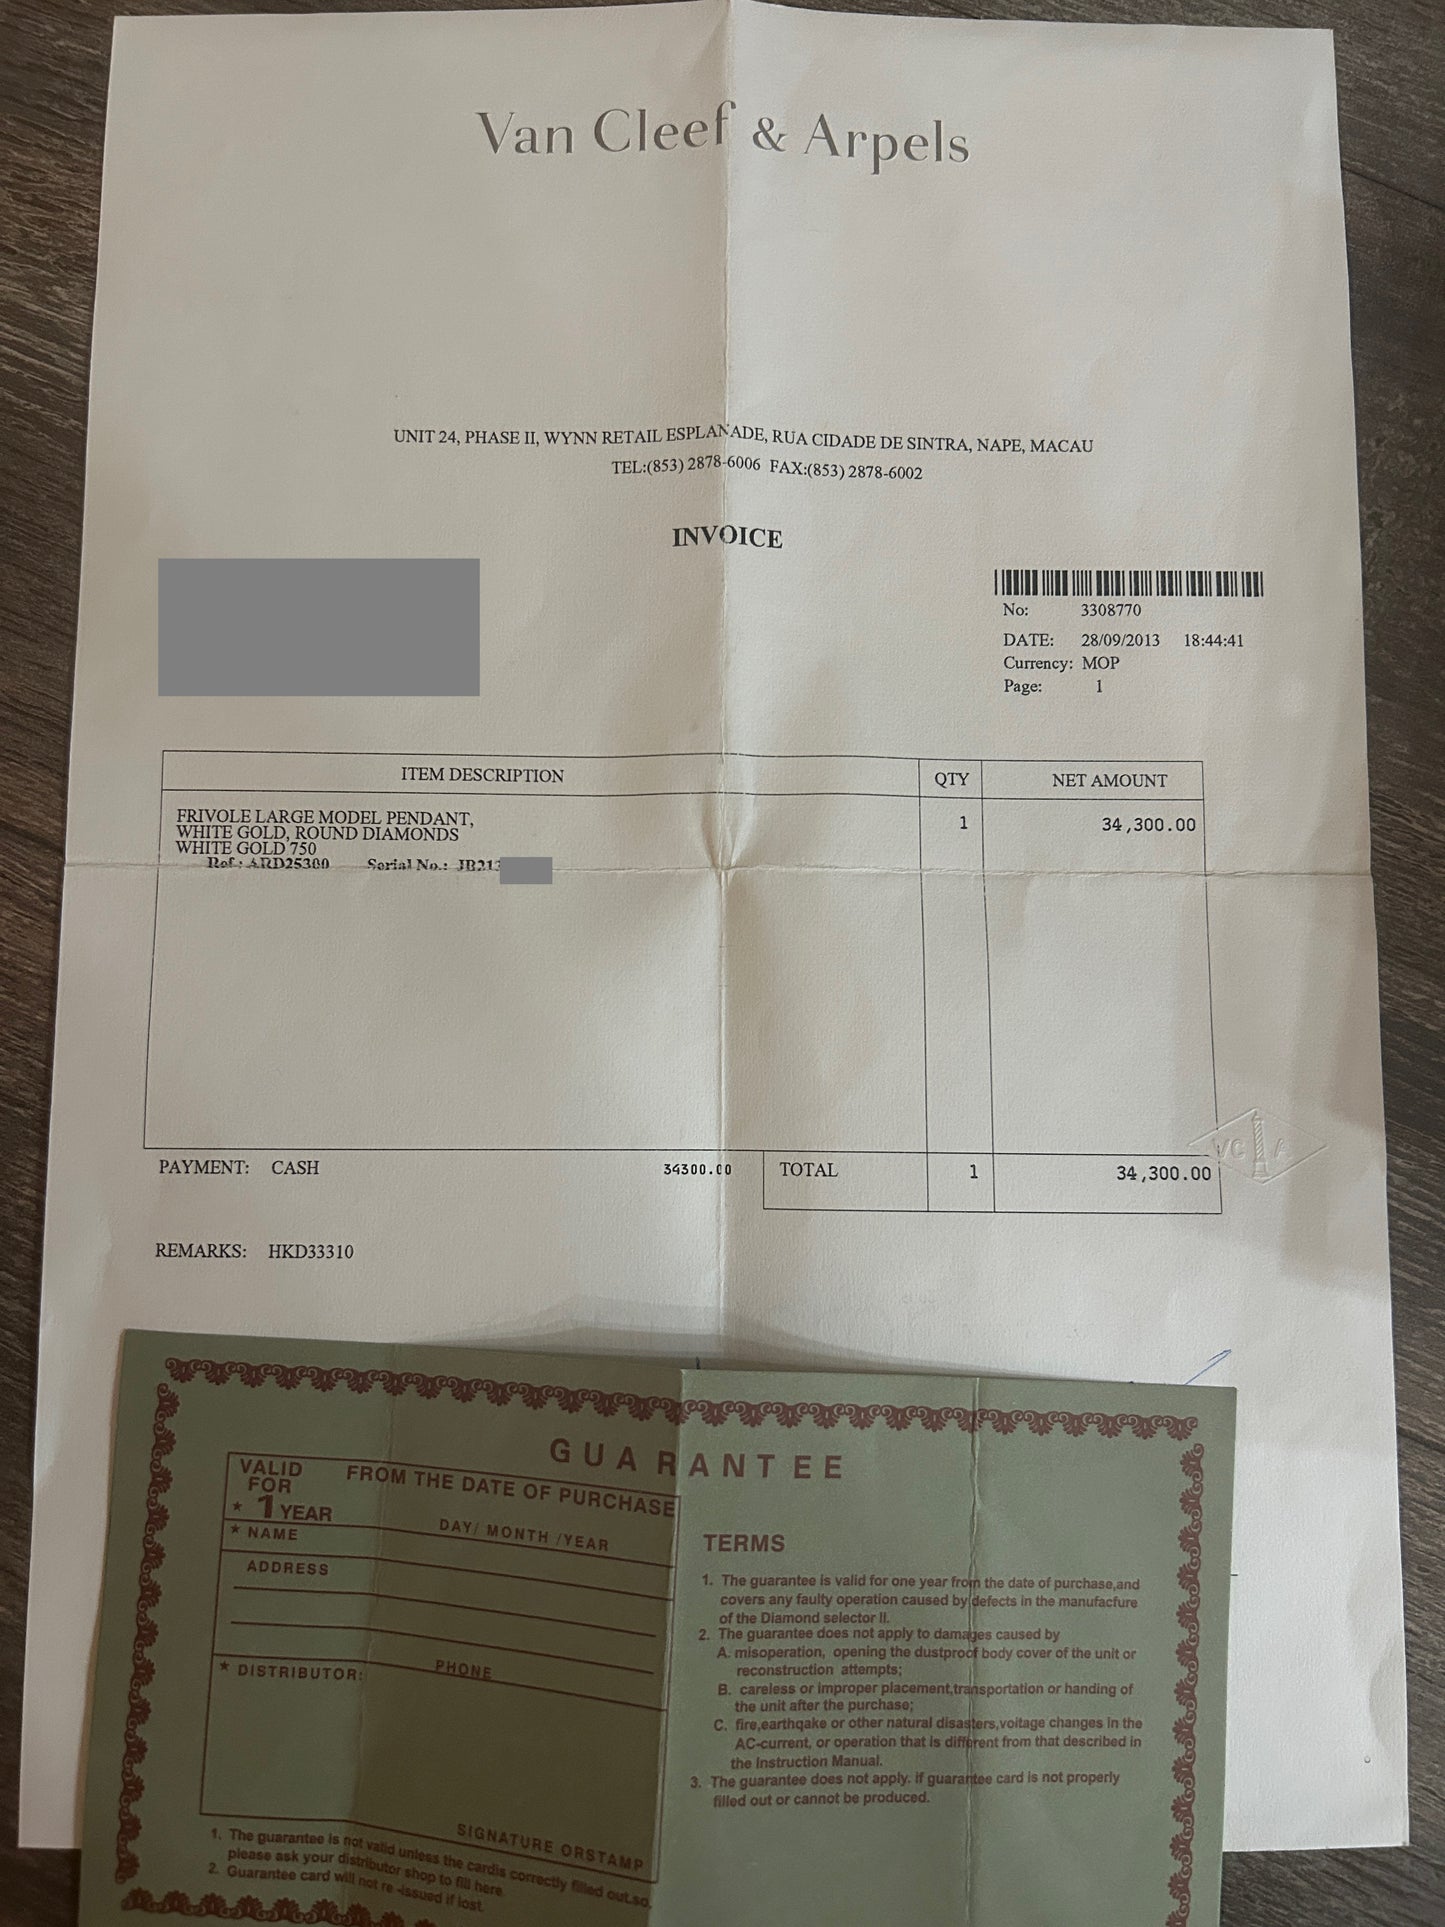 Van Cleef & Arpels
UNIT 24, PHASE II, WYNN RETAIL ESPLANADE, RUA CIDADE DE SINTRA, NAPE, MACAU
TEL:(853) 2878-6006 FAX:(853) 2878-6002
INVOICE
No: 3308770
DATE: 28/09/2013 18:44:41
Currency: MOP
Page: 1
ITEM DESCRIPTION QTY NET AMOUNT
FRIVOLE LARGE MODEL PENDANT, 1 34,300.00
WHITE GOLD, ROUND DIAMONDS
WHITE GOLD 750
Ref.: ARD25300 Serial No.: JB213
VC A
PAYMENT: CASH 34300.00 TOTAL 1 34,300.00
REMARKS: HKD33310
GUARANTEE
VALID
FOR
* 1 YEAR
FROM THE DATE OF PURCHASE
DAY/ MONTH /YEAR
* NAME
ADDRESS
PHONE
* DISTRIBUTOR:
SIGNATURE ORSTAMP
1. The guarantee is not valid unless the cardis correctly filled out.so
please ask your distributor shop to fill here
2. Guarantee card will not re-issued if lost.
TERMS
1. The guarantee is valid for one year from the date of purchase,and
covers any faulty operation caused by defects in the manufacfure
of the Diamond selector II.
2. The guarantee does not apply to damages caused by
A. misoperation, opening the dustproof body cover of the unit or
reconstruction attempts;
B. careless or improper placement,transportation or handing of
the unit after the purchase;
C. fire,earthqake or other natural disasters,voitage changes in the
AC-current, or operation that is different from that described in
the Instruction Manual.
3. The guarantee does not apply. if guarantee card is not properly
filled out or cannot be produced.